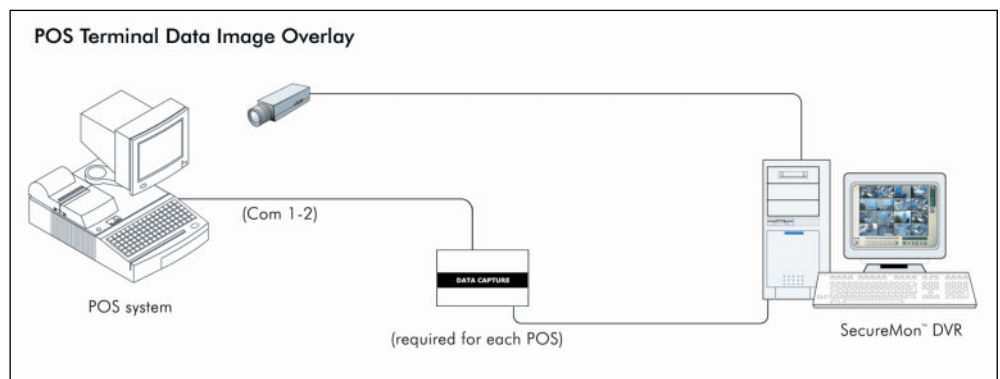 POS Terminal Data Image Overlay
(Com 1-2)
DATA CAPTURE
POS system
(required for each POS)
SecureMon™ DVR